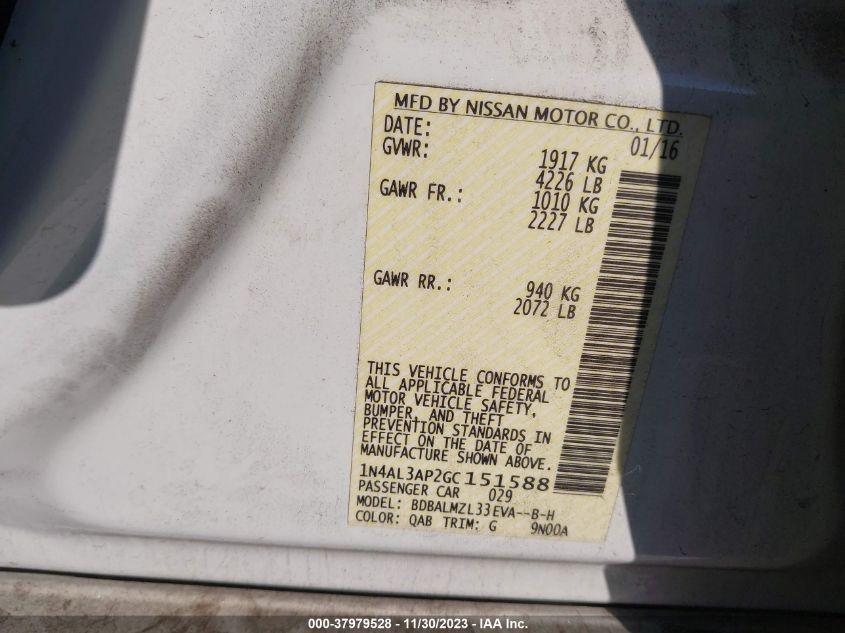 MFD BY NISSAN MOTOR CO., LTD.
DATE: 01/16
GVWR: 1917 KG
4226 LB
GAWR FR.: 1010 KG
2227 LB
GAWR RR.: 940 KG
2072 LB
THIS VEHICLE CONFORMS TO
ALL APPLICABLE FEDERAL
MOTOR VEHICLE SAFETY,
BUMPER, AND THEFT
PREVENTION STANDARDS IN
EFFECT ON THE DATE OF
MANUFACTURE SHOWN ABOVE.
1N4AL3AP2GC151588
PASSENGER CAR 029
MODEL: BDBALMZL33EVA--B-H
COLOR: QAB TRIM: G 9N00A
000-37979528 - 11/30/2023 - IAA Inc.